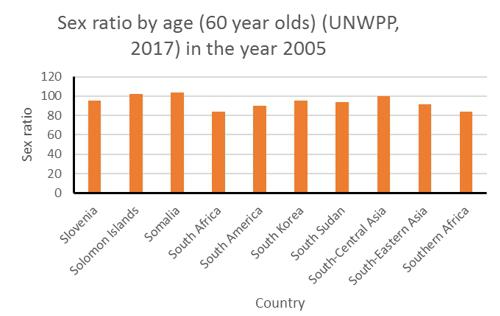 Sex ratio by age (60 year olds) (UNWPP,
2017) in the year 2005
120
100
80
60
40
20
0
Sex ratio
Slovenia
Solomon Islands
Somalia
South Africa
South America
South Korea
South Sudan
South-Central Asia
South-Eastern Asia
Southern Africa
Country